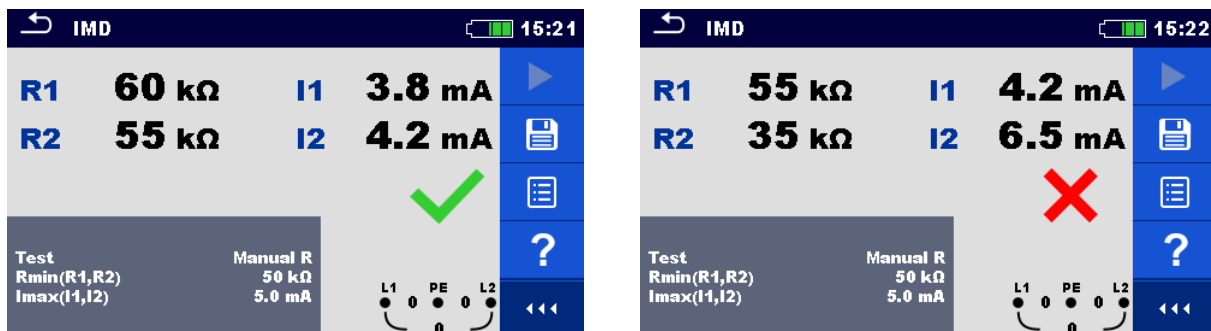 IMD 15:21
R1 60 kΩ I1 3.8 mA
R2 55 kΩ I2 4.2 mA
?
Test Manual R
Rmin(R1,R2) 50 kΩ
Imax(I1,I2) 5.0 mA
L1 PE L2
0 0
0
IMD 15:22
R1 55 kΩ I1 4.2 mA
R2 35 kΩ I2 6.5 mA
?
Test Manual R
Rmin(R1,R2) 50 kΩ
Imax(I1,I2) 5.0 mA
L1 PE L2
0 0
0